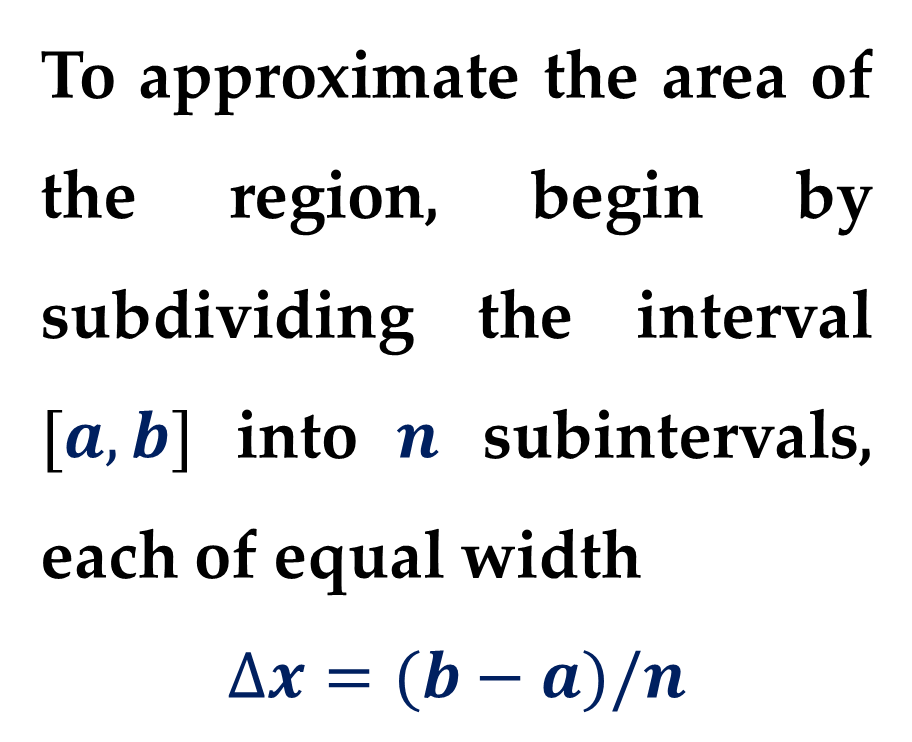 To approximate the area of
the region, begin by
subdividing the interval
[a, b] into n subintervals,
each of equal width
Δx = (b − a)/n